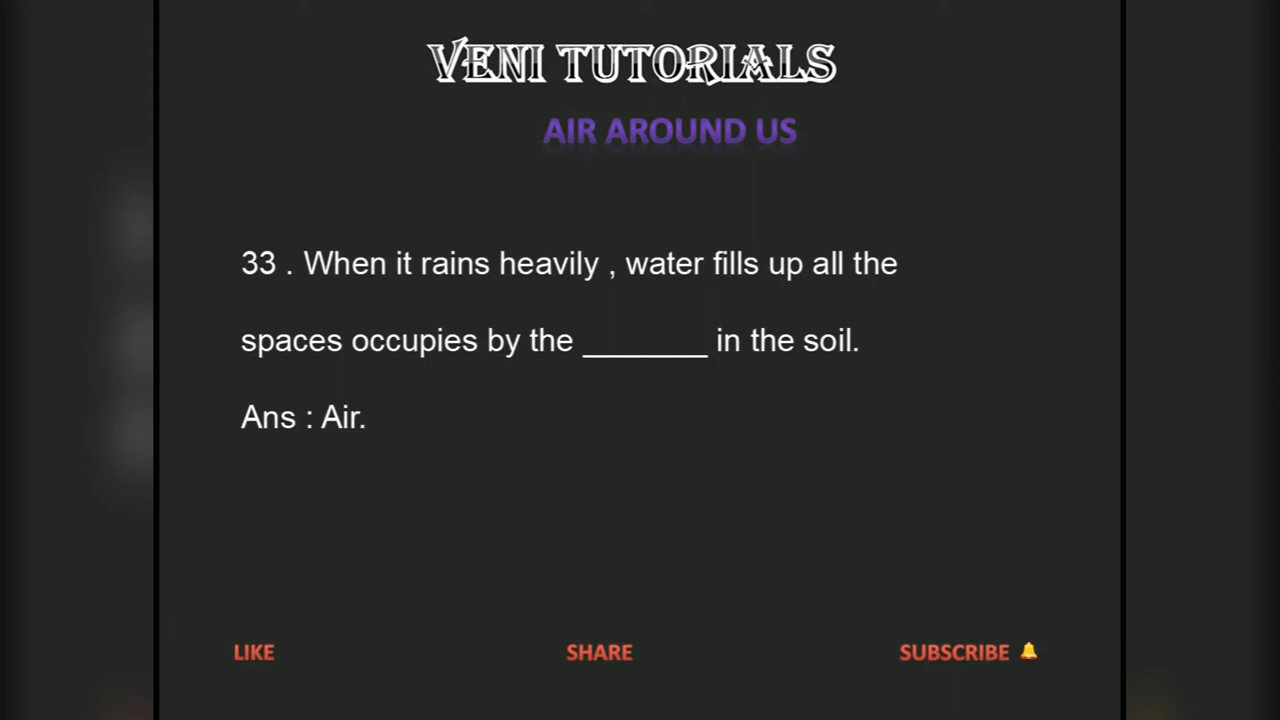 VENI TUTORIALS
AIR AROUND US
33 . When it rains heavily , water fills up all the
spaces occupies by the _______ in the soil.
Ans : Air.
LIKE SHARE SUBSCRIBE 🔔